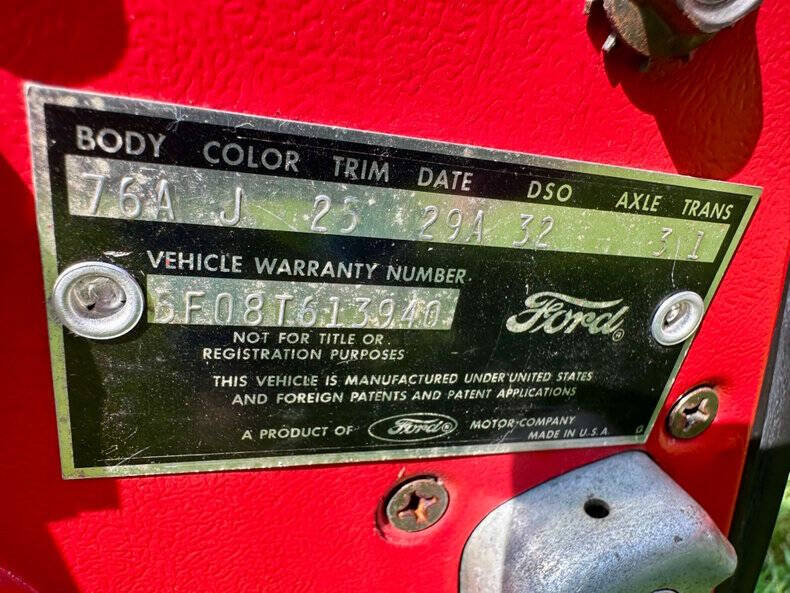 BODY COLOR TRIM DATE DSO AXLE TRANS
76A J 25 29A 32 3 1
VEHICLE WARRANTY NUMBER
6F08T613940
Ford
NOT FOR TITLE OR
REGISTRATION PURPOSES
THIS VEHICLE IS MANUFACTURED UNDER UNITED STATES
AND FOREIGN PATENTS AND PATENT APPLICATIONS
A PRODUCT OF Ford MOTOR COMPANY
MADE IN U.S.A.